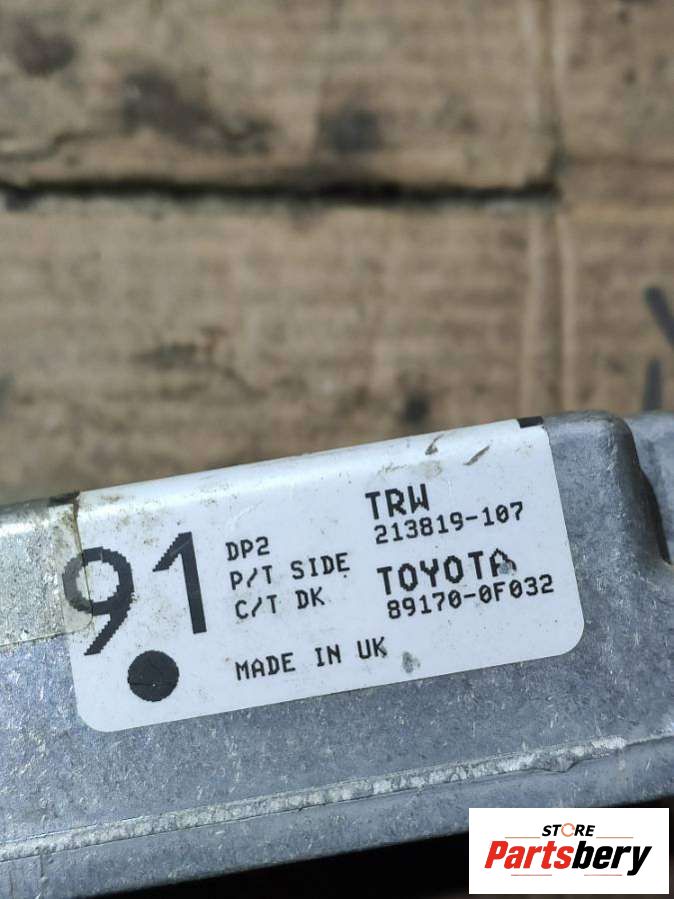 91
DP2
P/T SIDE
C/T DK
MADE IN UK
TRW
213819-107
TOYOTA
89170-0F032
STORE
Partsbery